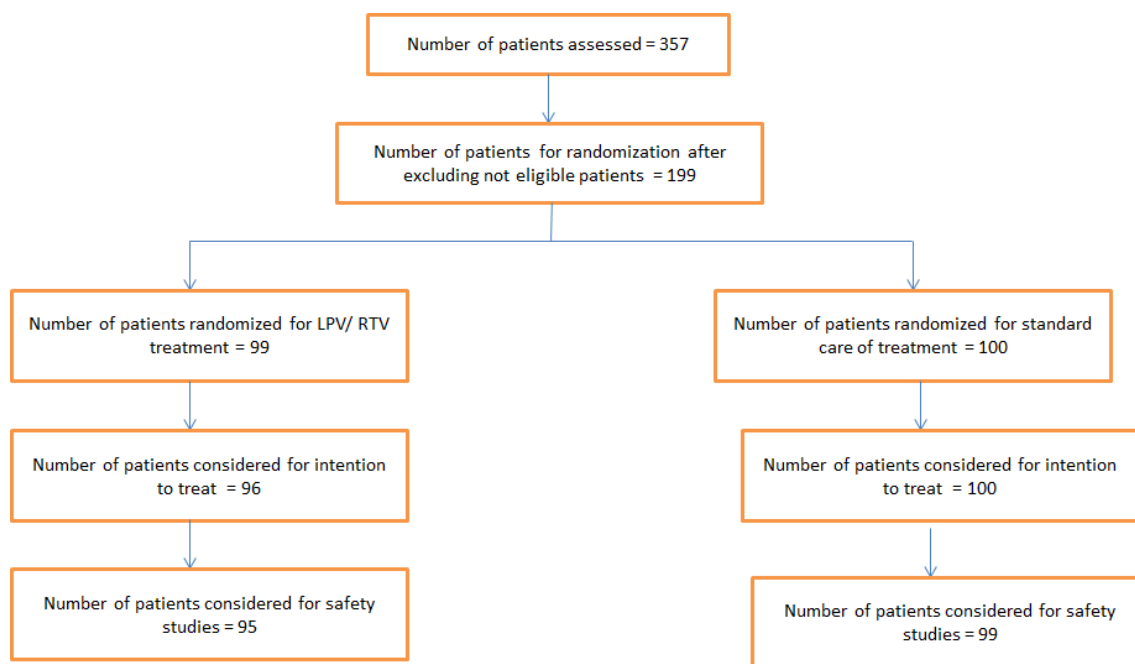 Number of patients assessed = 357
Number of patients for randomization after
excluding not eligible patients = 199
Number of patients randomized for LPV/ RTV
treatment = 99
Number of patients randomized for standard
care of treatment = 100
Number of patients considered for intention
to treat = 96
Number of patients considered for intention
to treat = 100
Number of patients considered for safety
studies = 95
Number of patients considered for safety
studies = 99